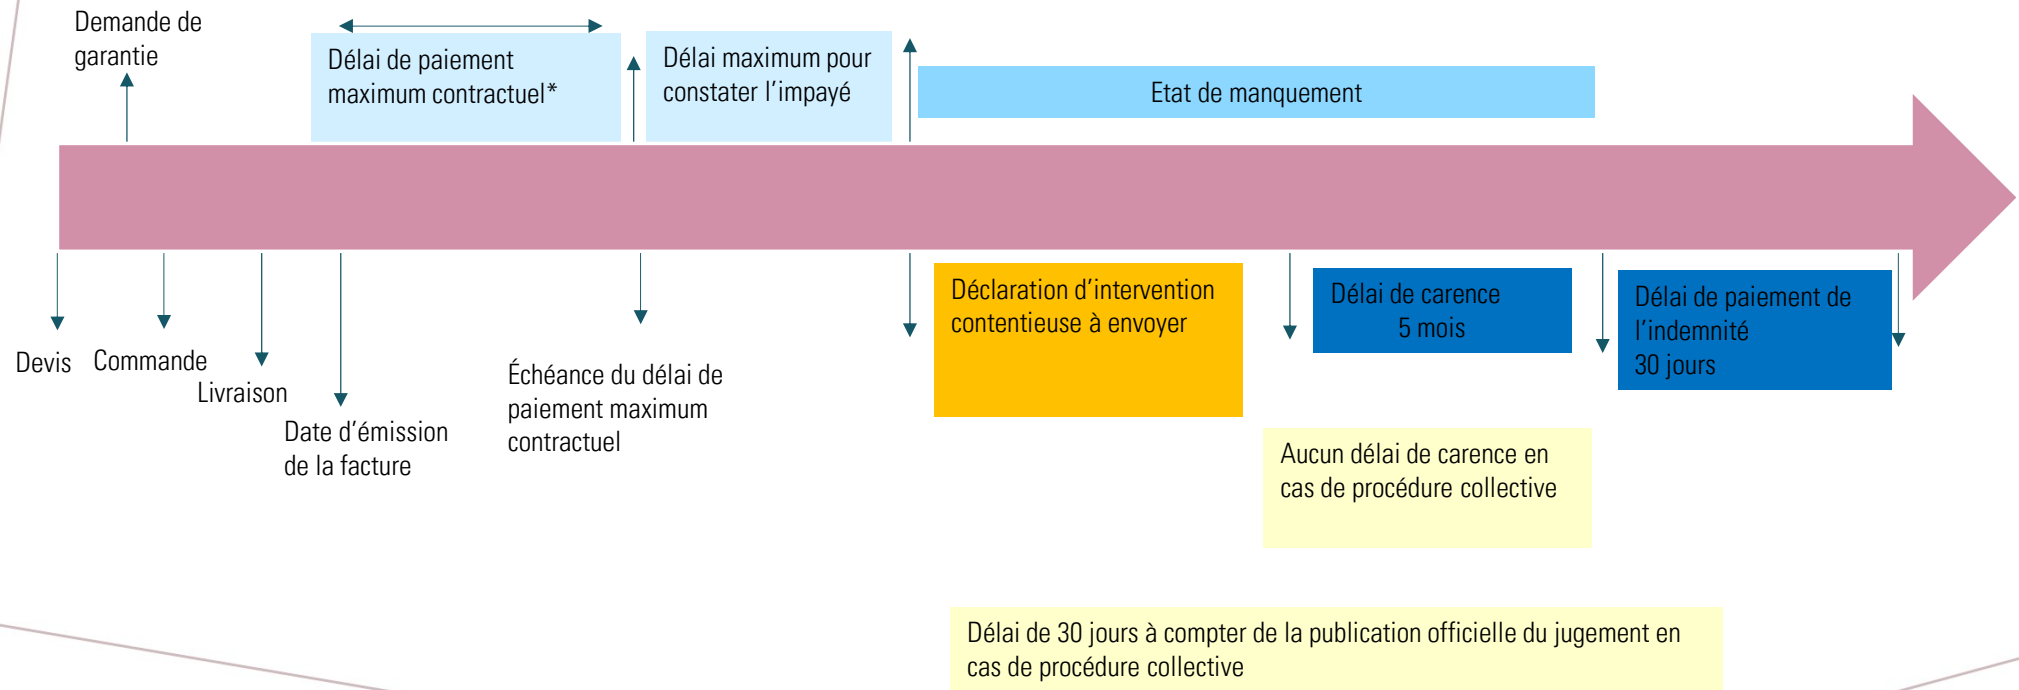 Demande de
garantie
Délai de paiement
maximum contractuel*
Délai maximum pour
constater l’impayé
Etat de manquement
Devis
Commande
Livraison
Date d’émission
de la facture
Échéance du délai de
paiement maximum
contractuel
Déclaration d’intervention
contentieuse à envoyer
Délai de carence
5 mois
Délai de paiement de
l’indemnité
30 jours
Aucun délai de carence en
cas de procédure collective
Délai de 30 jours à compter de la publication officielle du jugement en
cas de procédure collective